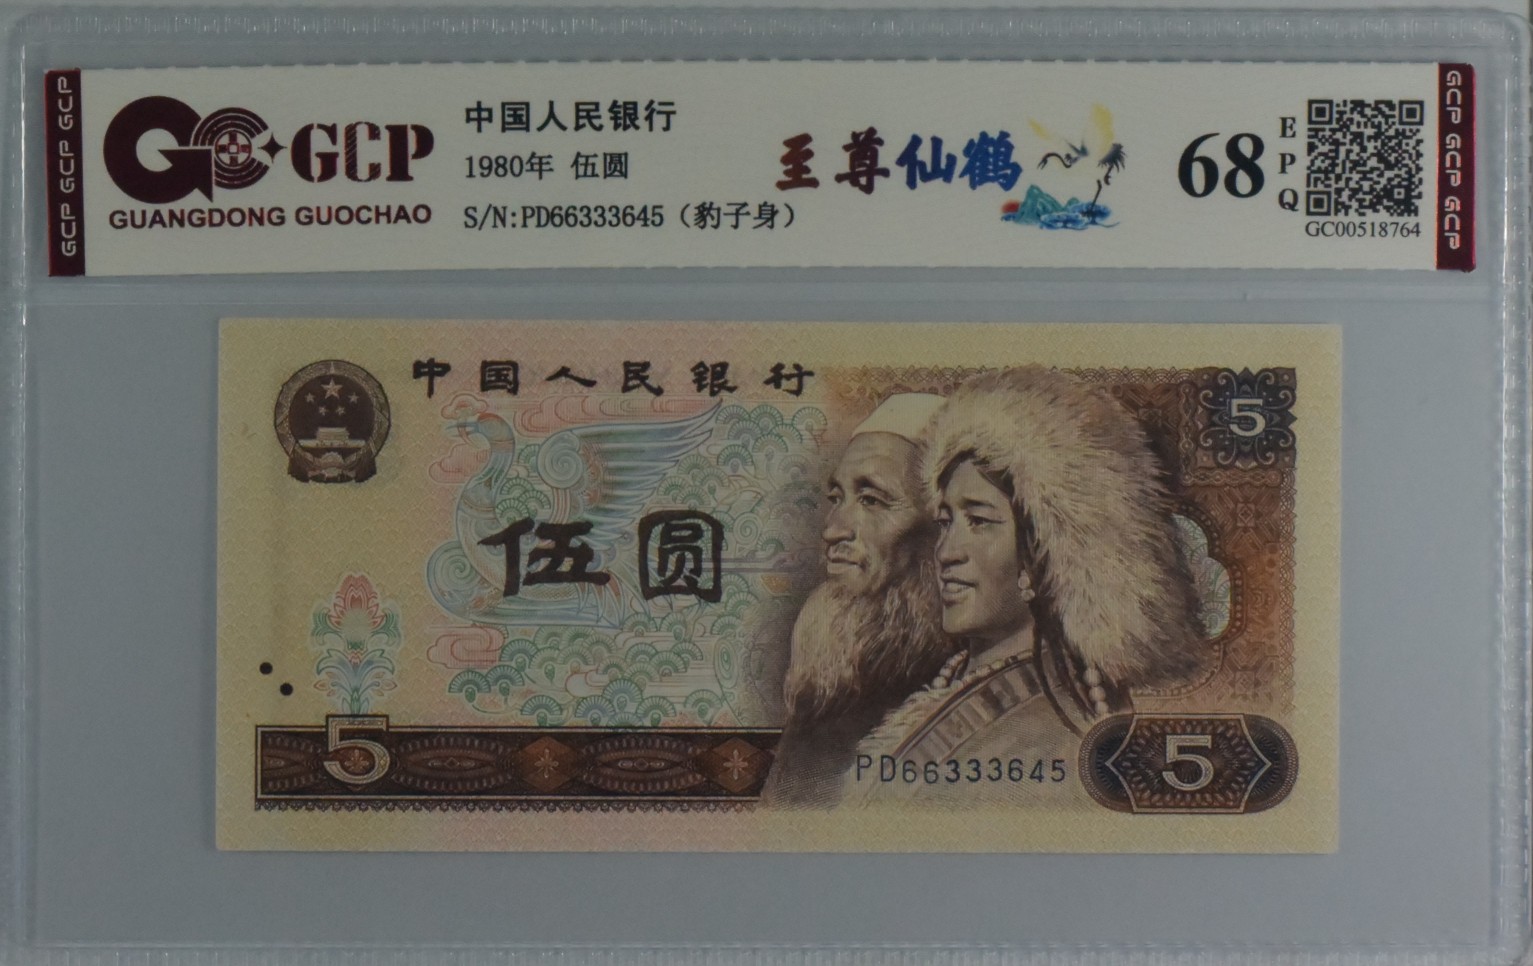 GCP GCP GCP
GCP
GUANGDONG GUOCHAO
中国人民银行
1980年 伍圆
S/N:PD66333645（豹子身）
至尊仙鹤
68
EPQ
GC00518764
GCP GCP GCP
中国人民银行
5
伍圆
5
PD66333645
5